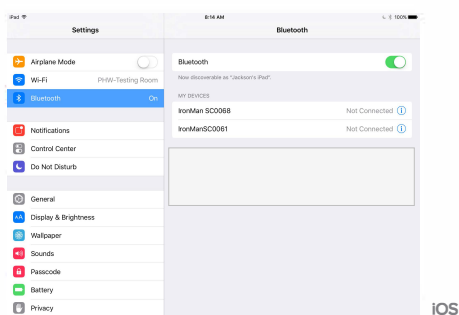 iPad 8:14 AM 100%
Settings Bluetooth
Airplane Mode
Wi-Fi PHW-Testing Room
Bluetooth On
Notifications
Control Center
Do Not Disturb
General
AA Display & Brightness
Wallpaper
Sounds
Passcode
Battery
Privacy
Bluetooth
Now discoverable as "Jackson's iPad".
MY DEVICES
IronMan SC0068 Not Connected
IronManSC0061 Not Connected
iOS